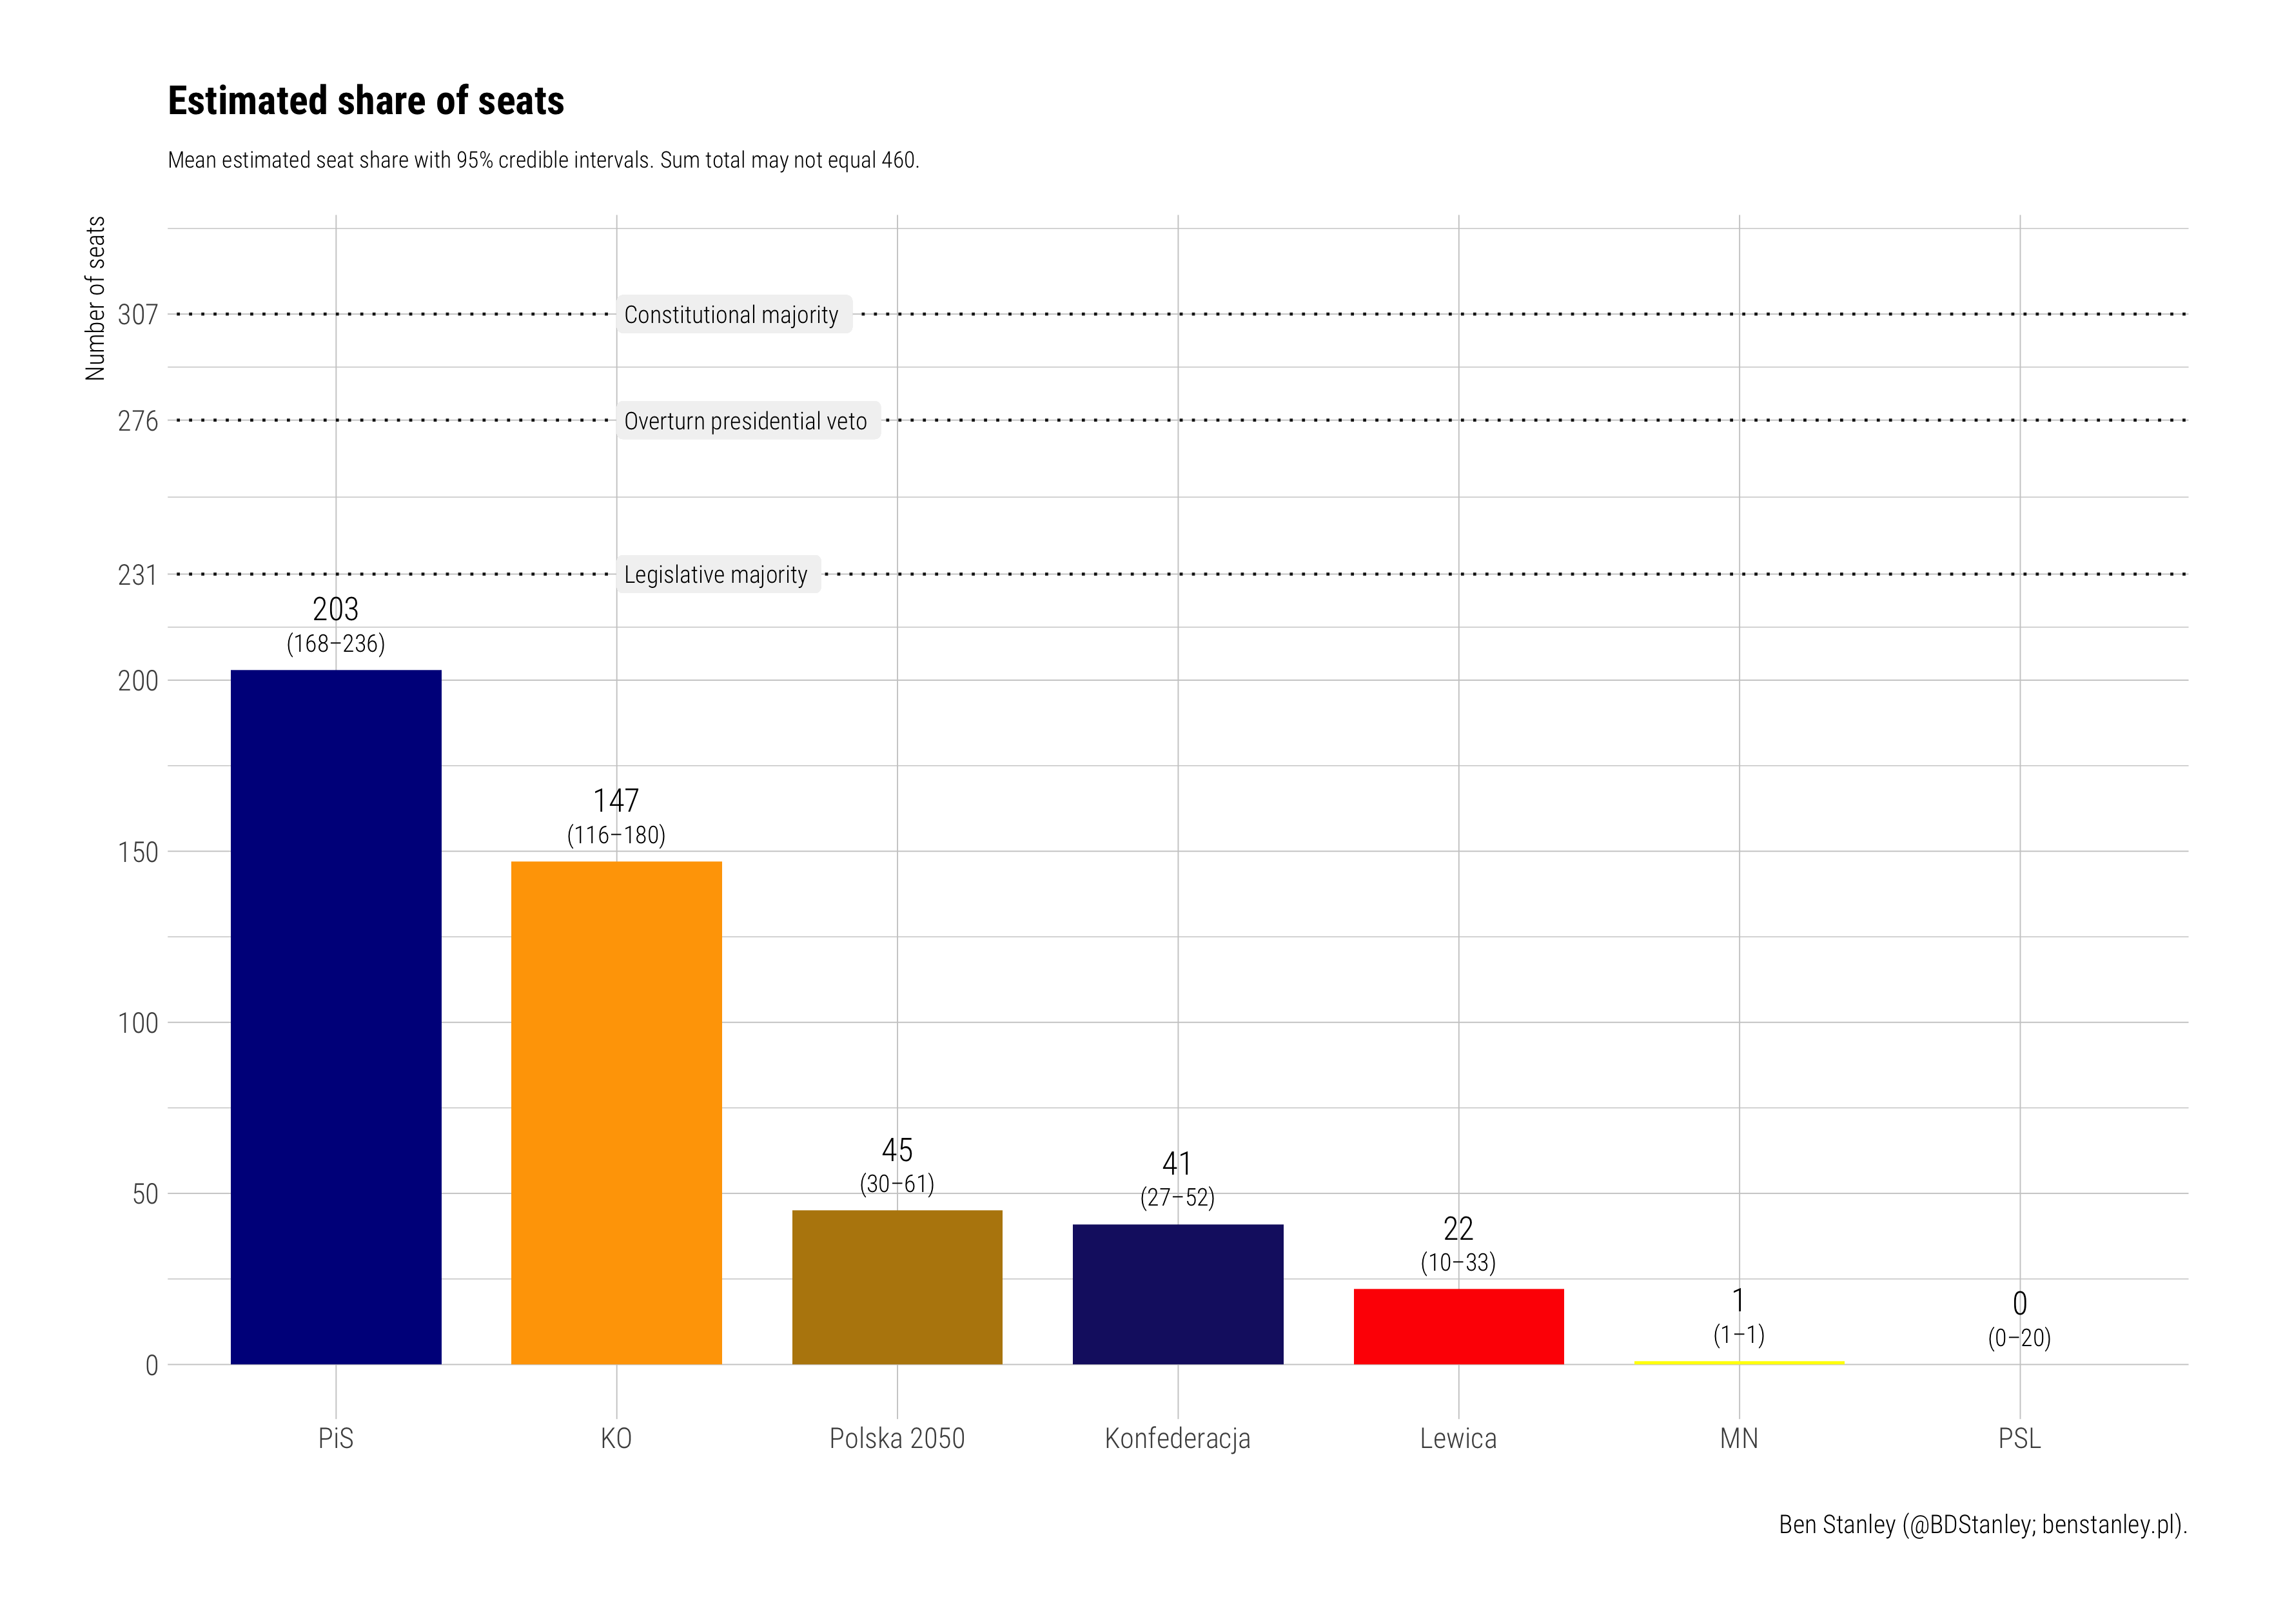 Estimated share of seats
Mean estimated seat share with 95% credible intervals. Sum total may not equal 460.
Number of seats
307
Constitutional majority
276
Overturn presidential veto
231
Legislative majority
203
(168–236)
200
147
(116–180)
150
100
45
(30–61)
41
(27–52)
50
22
(10–33)
1
(1–1)
0
(0–20)
0
PiS
KO
Polska 2050
Konfederacja
Lewica
MN
PSL
Ben Stanley (@BDStanley; benstanley.pl).